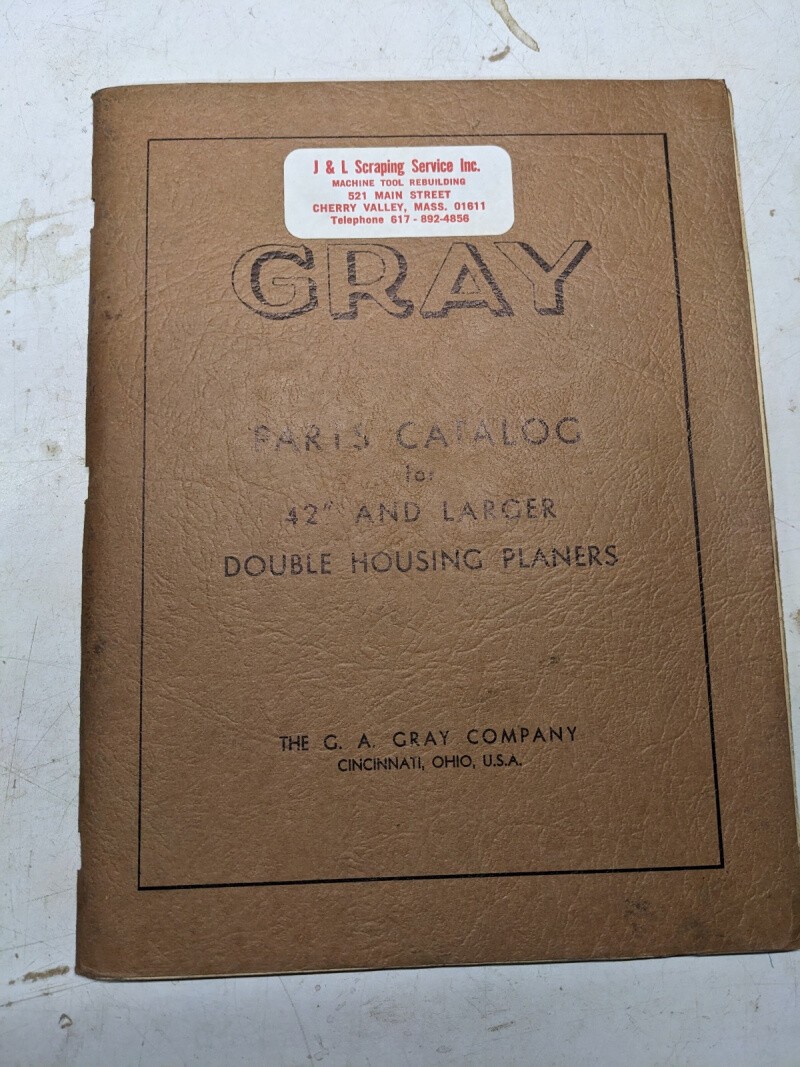 J & L Scraping Service Inc.
MACHINE TOOL REBUILDING
521 MAIN STREET
CHERRY VALLEY, MASS. 01611
Telephone 617 - 892-4856
GRAY
PARTS CATALOG
for
42" AND LARGER
DOUBLE HOUSING PLANERS
THE G. A. GRAY COMPANY
CINCINNATI, OHIO, U.S.A.